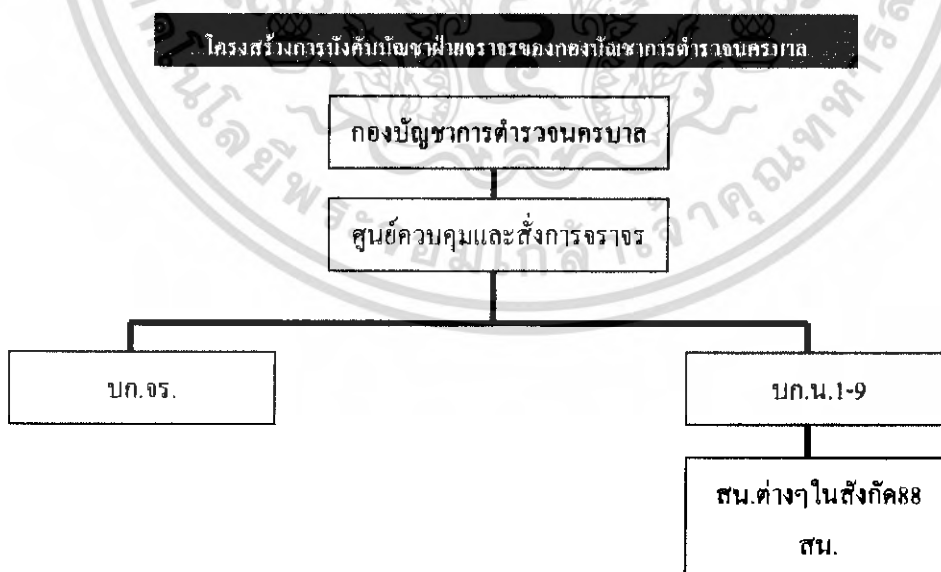 โครงสร้างการบังคับบัญชาฝ่ายจราจรของกองบัญชาการตำรวจนครบาล
กองบัญชาการตำรวจนครบาล
ศูนย์ควบคุมและสั่งการจราจร
บก.จร.
บก.น.1-9
สน.ต่างๆในสังกัด88
สน.